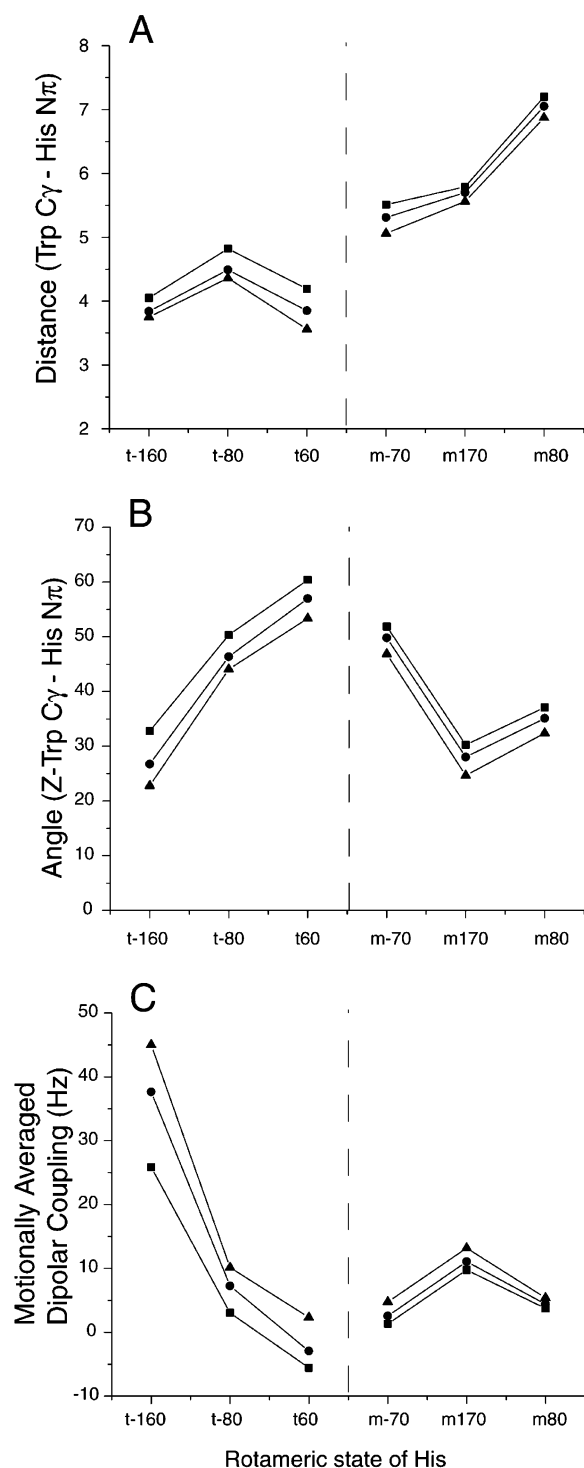 A
8
7
6
5
4
3
2
Distance (Trp Cγ - His Nπ)
t-160 t-80 t60 m-70 m170 m80
B
70
60
50
40
30
20
10
0
Angle (Z-Trp Cγ - His Nπ)
t-160 t-80 t60 m-70 m170 m80
C
50
40
30
20
10
0
-10
Motionally Averaged
Dipolar Coupling (Hz)
t-160 t-80 t60 m-70 m170 m80
Rotameric state of His